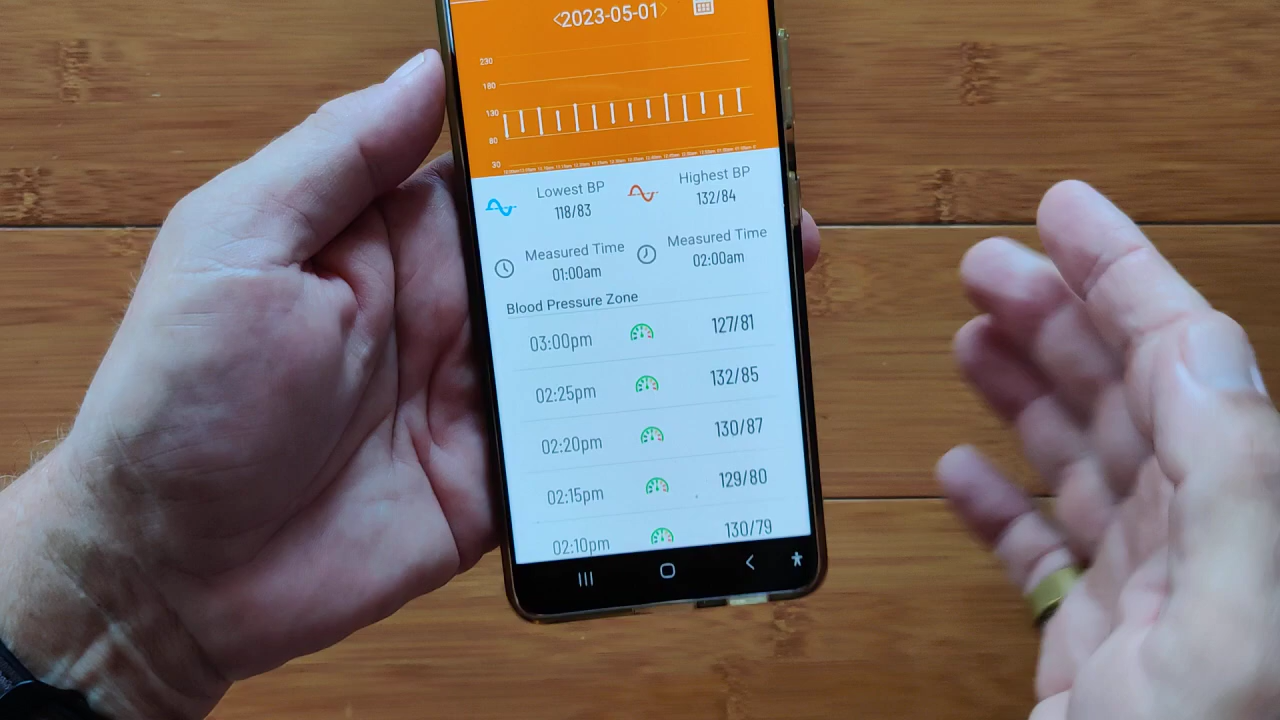 <2023-05-01>
230
180
130
80
30
Lowest BP
118/83
Highest BP
132/84
Measured Time
01:00am
Measured Time
02:00am
Blood Pressure Zone
03:00pm 127/81
02:25pm 132/85
02:20pm 130/87
02:15pm 129/80
02:10pm 130/79